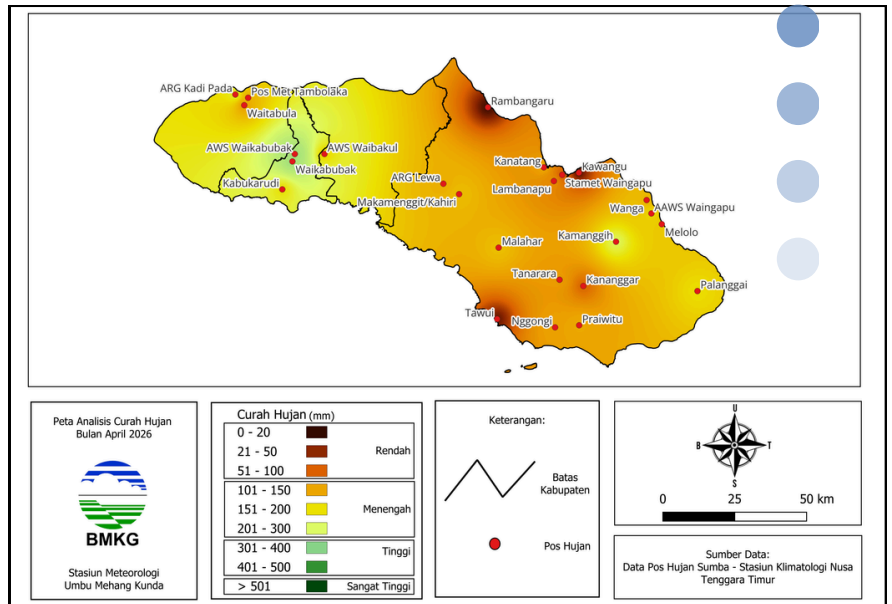 ARG Kadi Pada
Pos Met Tambolaka
Waitabula
AWS Waikabubak
AWS Waibakul
Waikabubak
Kabukarudi
ARG Lewa
Makamenggit/Kahiri
Rambangaru
Kanatang
Kawangu
Lambanapu
Stamet Waingapu
Wanga
AAWS Waingapu
Melolo
Malahar
Kamanggih
Tanarara
Kananggar
Palanggai
Tawui
Nggongi
Praiwitu
Peta Analisis Curah Hujan
Bulan April 2026
BMKG
Stasiun Meteorologi
Umbu Mehang Kunda
Curah Hujan (mm)
0 - 20
21 - 50
Rendah
51 - 100
101 - 150
151 - 200
Menengah
201 - 300
301 - 400
Tinggi
401 - 500
> 501
Sangat Tinggi
Keterangan:
Batas
Kabupaten
Pos Hujan
U
B
T
S
0 25 50 km
Sumber Data:
Data Pos Hujan Sumba - Stasiun Klimatologi Nusa
Tenggara Timur